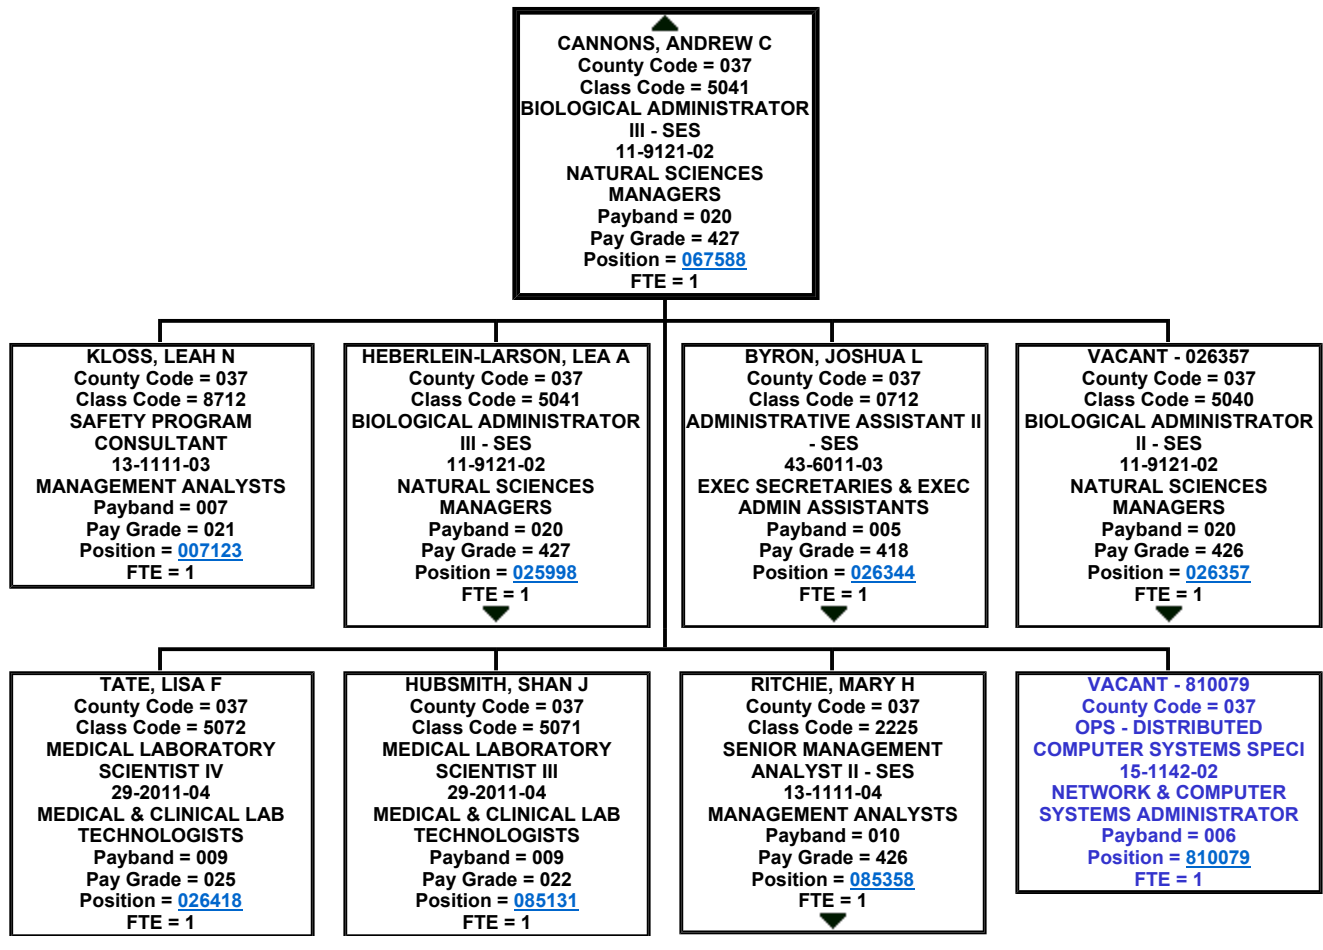 CANNONS, ANDREW C
County Code = 037
Class Code = 5041
BIOLOGICAL ADMINISTRATOR
III - SES
11-9121-02
NATURAL SCIENCES
MANAGERS
Payband = 020
Pay Grade = 427
Position = 067588
FTE = 1
KLOSS, LEAH N
County Code = 037
Class Code = 8712
SAFETY PROGRAM
CONSULTANT
13-1111-03
MANAGEMENT ANALYSTS
Payband = 007
Pay Grade = 021
Position = 007123
FTE = 1
HEBERLEIN-LARSON, LEA A
County Code = 037
Class Code = 5041
BIOLOGICAL ADMINISTRATOR
III - SES
11-9121-02
NATURAL SCIENCES
MANAGERS
Payband = 020
Pay Grade = 427
Position = 025998
FTE = 1
BYRON, JOSHUA L
County Code = 037
Class Code = 0712
ADMINISTRATIVE ASSISTANT II
- SES
43-6011-03
EXEC SECRETARIES & EXEC
ADMIN ASSISTANTS
Payband = 005
Pay Grade = 418
Position = 026344
FTE = 1
VACANT - 026357
County Code = 037
Class Code = 5040
BIOLOGICAL ADMINISTRATOR
II - SES
11-9121-02
NATURAL SCIENCES
MANAGERS
Payband = 020
Pay Grade = 426
Position = 026357
FTE = 1
TATE, LISA F
County Code = 037
Class Code = 5072
MEDICAL LABORATORY
SCIENTIST IV
29-2011-04
MEDICAL & CLINICAL LAB
TECHNOLOGISTS
Payband = 009
Pay Grade = 025
Position = 026418
FTE = 1
HUBSMITH, SHAN J
County Code = 037
Class Code = 5071
MEDICAL LABORATORY
SCIENTIST III
29-2011-04
MEDICAL & CLINICAL LAB
TECHNOLOGISTS
Payband = 009
Pay Grade = 022
Position = 085131
FTE = 1
RITCHIE, MARY H
County Code = 037
Class Code = 2225
SENIOR MANAGEMENT
ANALYST II - SES
13-1111-04
MANAGEMENT ANALYSTS
Payband = 010
Pay Grade = 426
Position = 085358
FTE = 1
VACANT - 810079
County Code = 037
OPS - DISTRIBUTED
COMPUTER SYSTEMS SPECI
15-1142-02
NETWORK & COMPUTER
SYSTEMS ADMINISTRATOR
Payband = 006
Position = 810079
FTE = 1